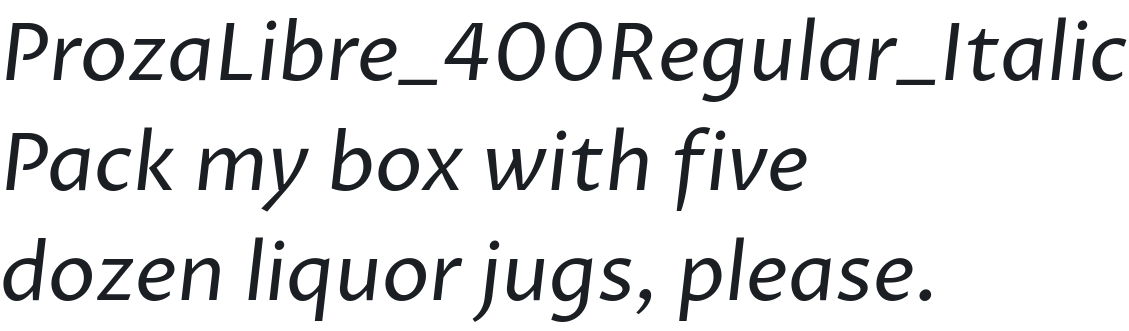 ProzaLibre_400Regular_Italic
Pack my box with five
dozen liquor jugs, please.